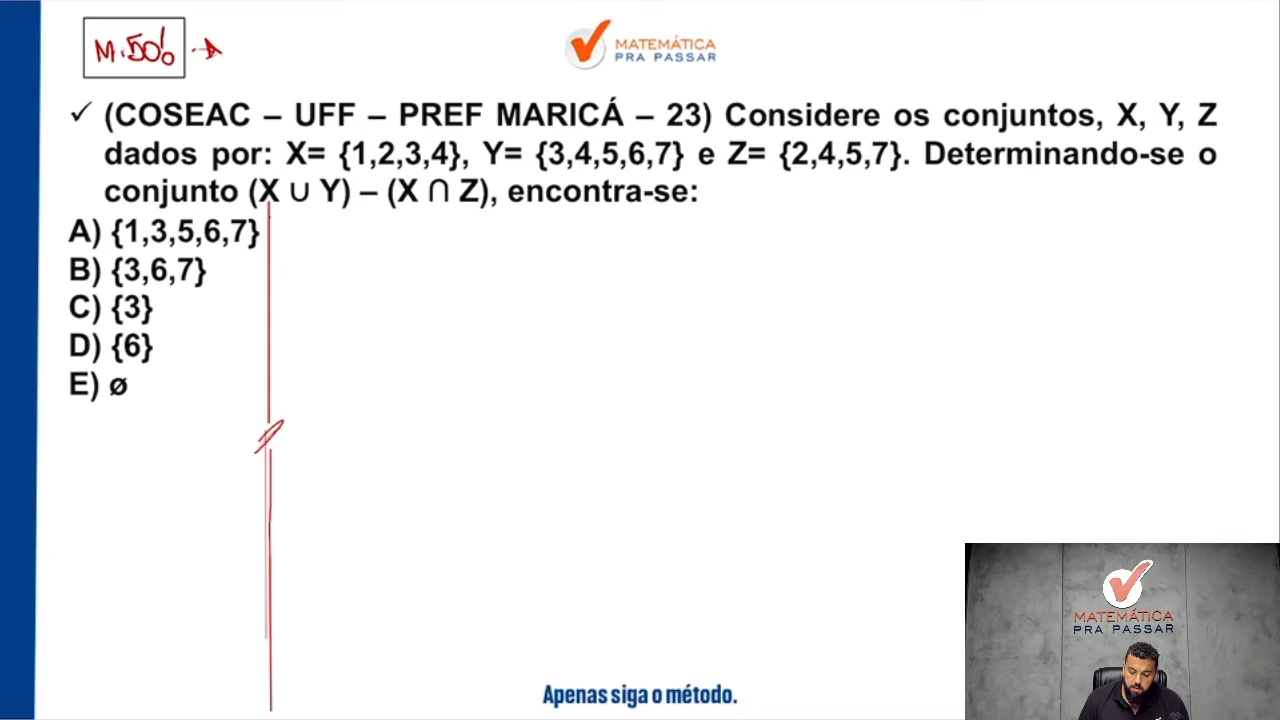 M.50%
MATEMÁTICA
PRA PASSAR
✓ (COSEAC – UFF – PREF MARICÁ – 23) Considere os conjuntos, X, Y, Z
dados por: X= {1,2,3,4}, Y= {3,4,5,6,7} e Z= {2,4,5,7}. Determinando-se o
conjunto (X ∪ Y) – (X ∩ Z), encontra-se:
A) {1,3,5,6,7}
B) {3,6,7}
C) {3}
D) {6}
E) ø
MATEMÁTICA
PRA PASSAR
Apenas siga o método.